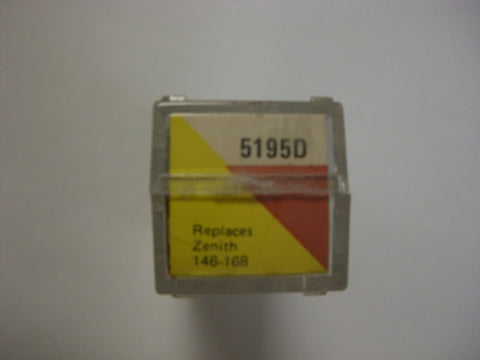 5195D
Replaces
Zenith
146-168